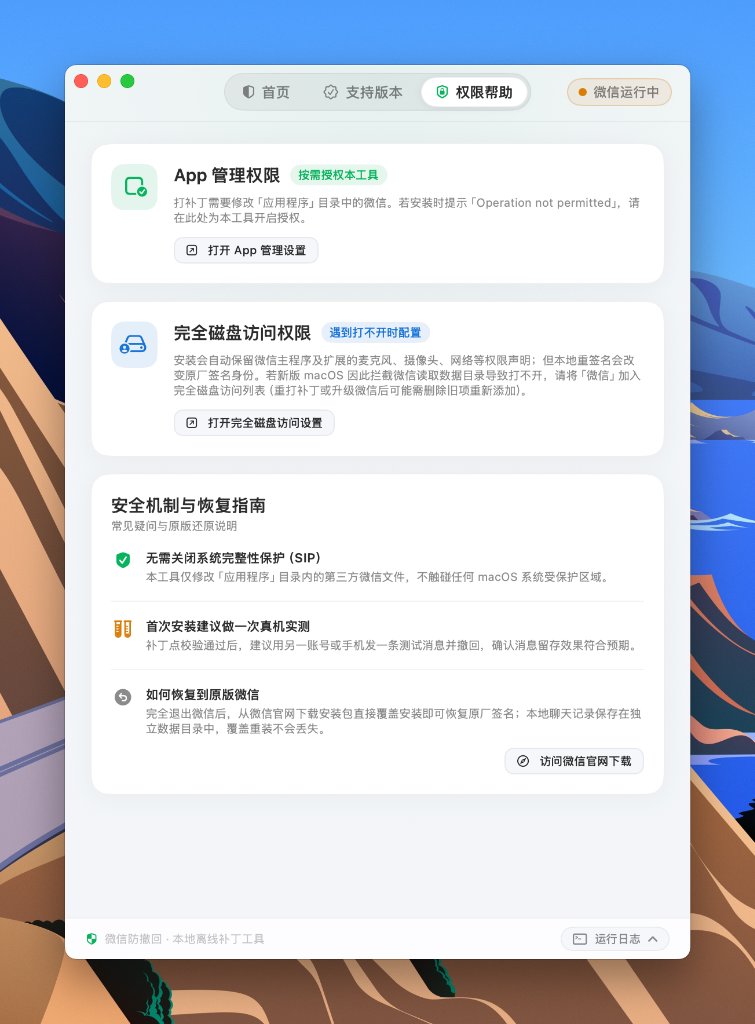 首页
支持版本
权限帮助
微信运行中
App 管理权限
按需授权本工具
打补丁需要修改「应用程序」目录中的微信。若安装时提示「Operation not permitted」，请
在此处为本工具开启授权。
打开 App 管理设置
完全磁盘访问权限
遇到打不开时配置
安装会自动保留微信主程序及扩展的麦克风、摄像头、网络等权限声明；但本地重签名会改
变原厂签名身份。若新版 macOS 因此拦截微信读取数据目录导致打不开，请将「微信」加入
完全磁盘访问列表（重打补丁或升级微信后可能需删除旧项重新添加）。
打开完全磁盘访问设置
安全机制与恢复指南
常见疑问与原版还原说明
无需关闭系统完整性保护 (SIP)
本工具仅修改「应用程序」目录内的第三方微信文件，不触碰任何 macOS 系统受保护区域。
首次安装建议做一次真机实测
补丁点校验通过后，建议用另一账号或手机发一条测试消息并撤回，确认消息留存效果符合预期。
如何恢复到原版微信
完全退出微信后，从微信官网下载安装包直接覆盖安装即可恢复原厂签名；本地聊天记录保存在独
立数据目录中，覆盖重装不会丢失。
访问微信官网下载
微信防撤回 · 本地离线补丁工具
运行日志